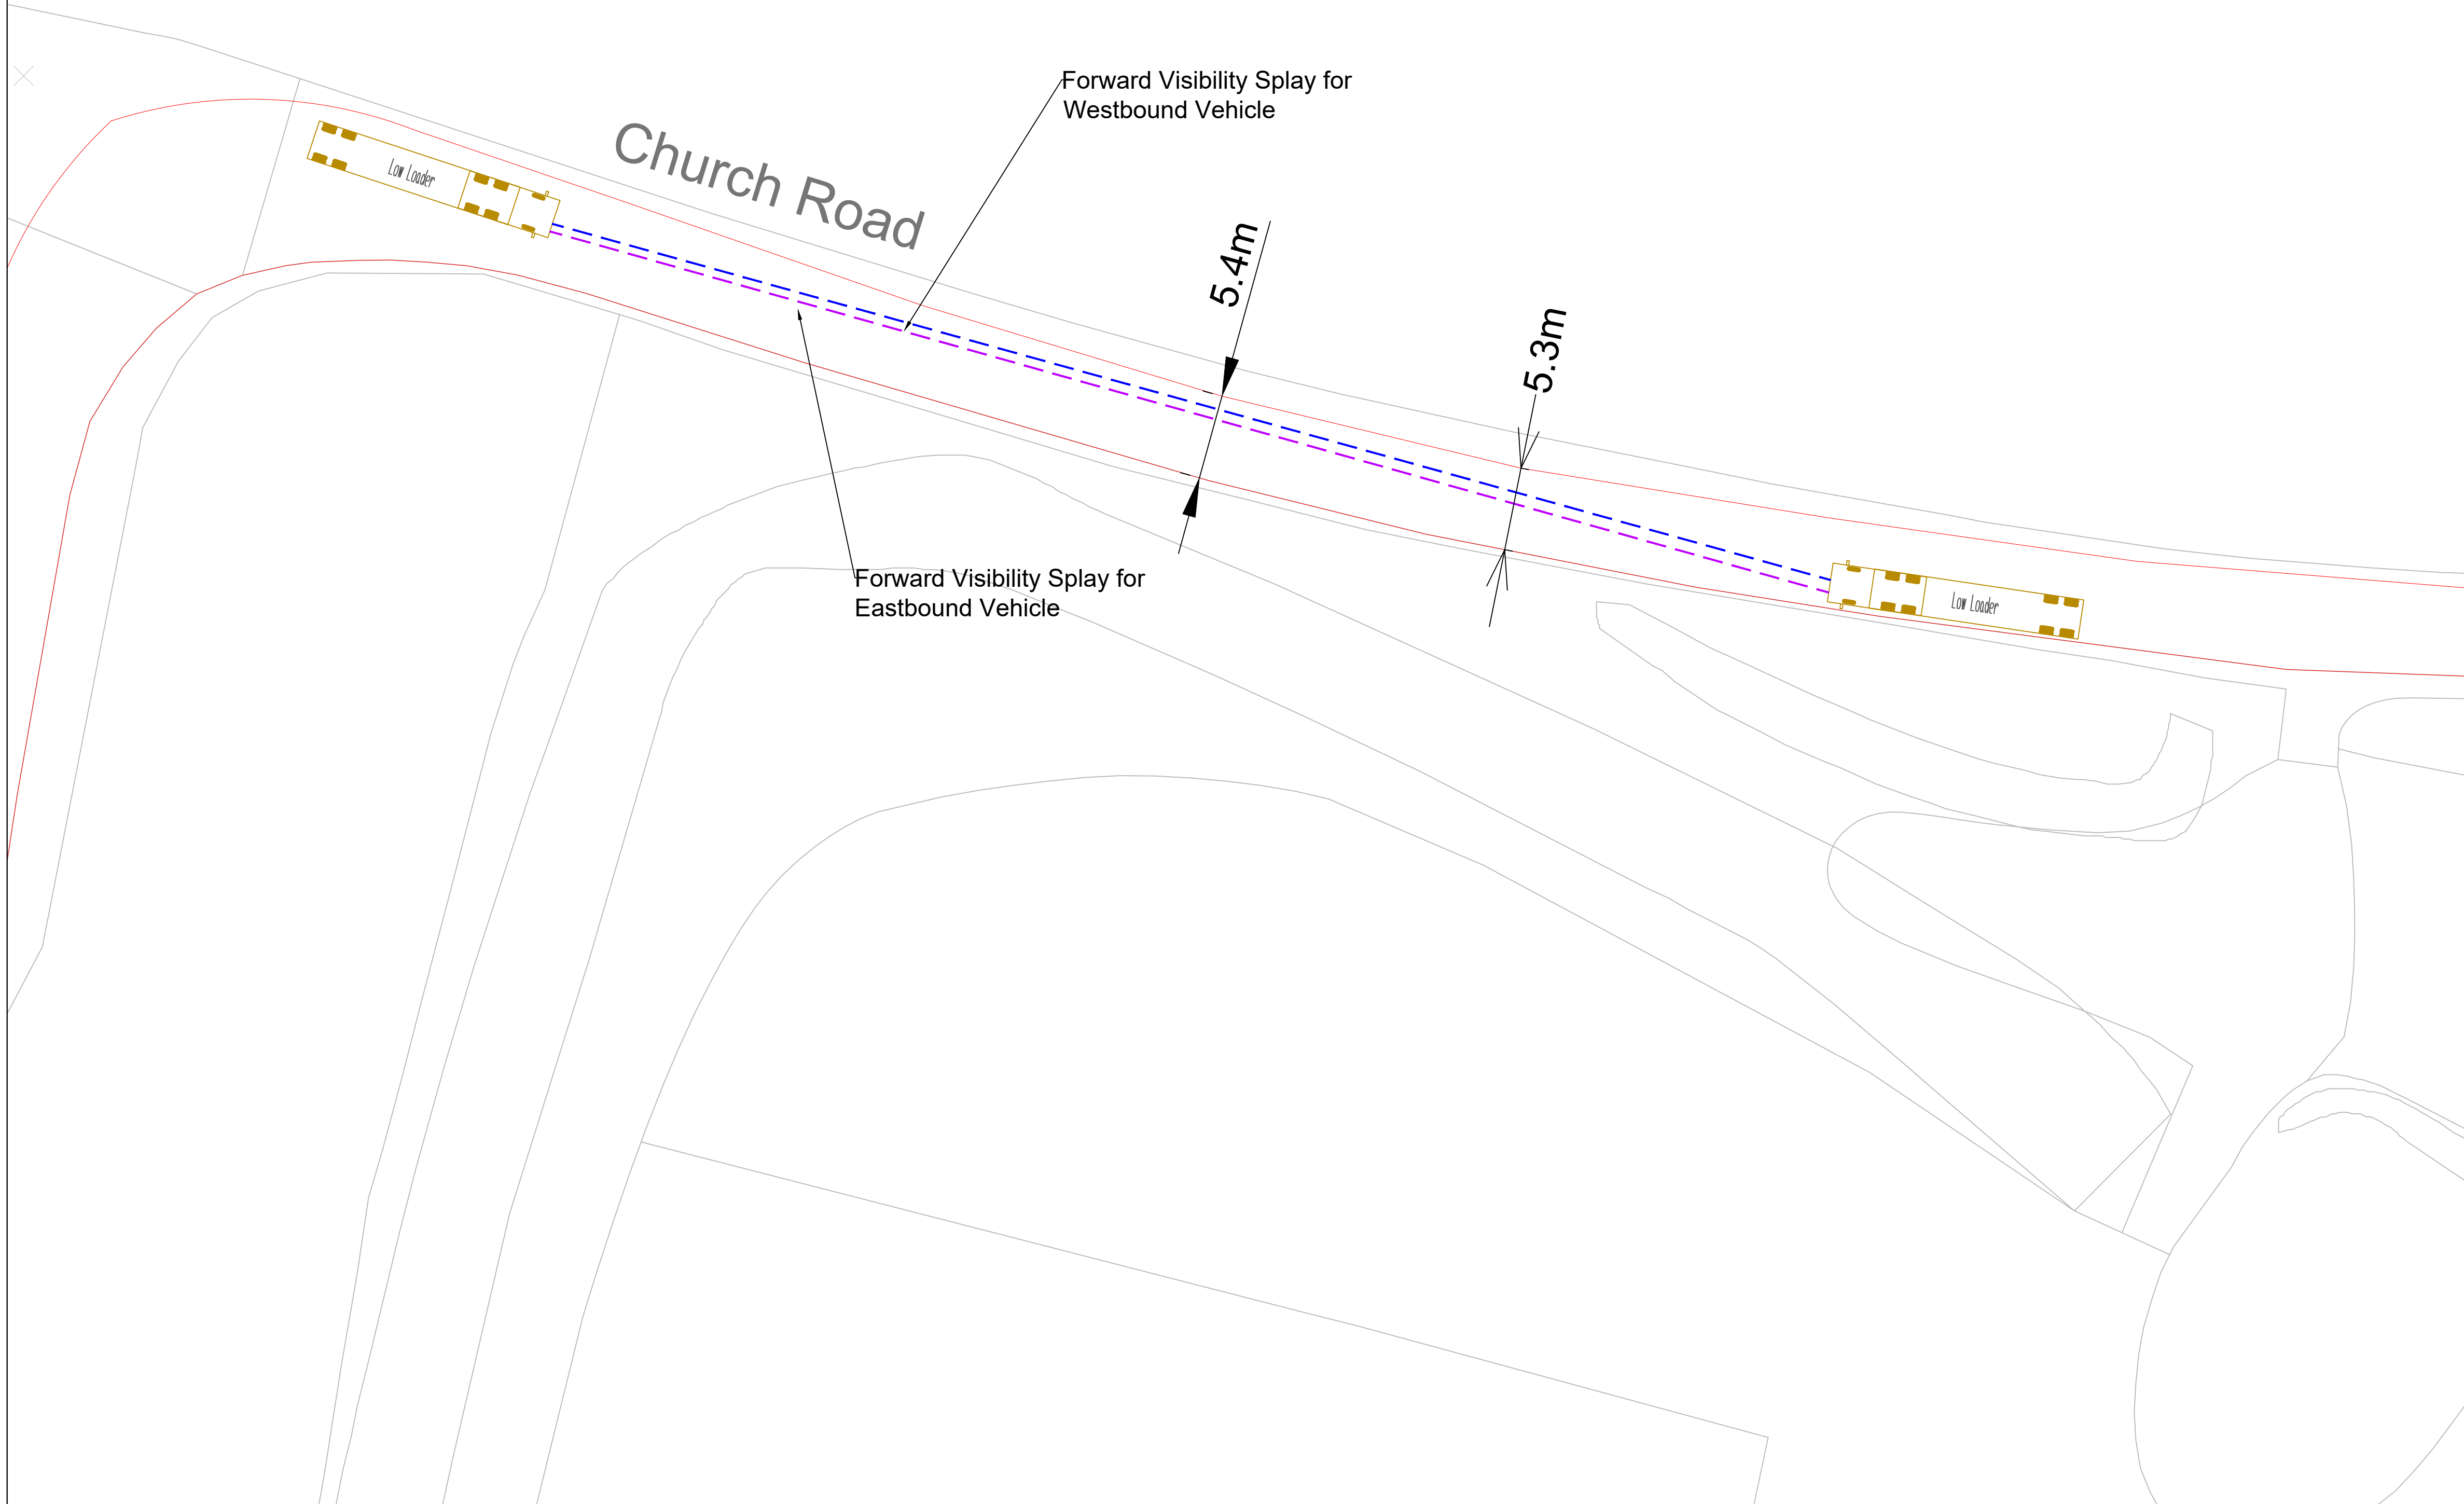 Forward Visibility Splay for
Westbound Vehicle
Church Road
Low Loader
5.4m
5.3m
Forward Visibility Splay for
Eastbound Vehicle
Low Loader